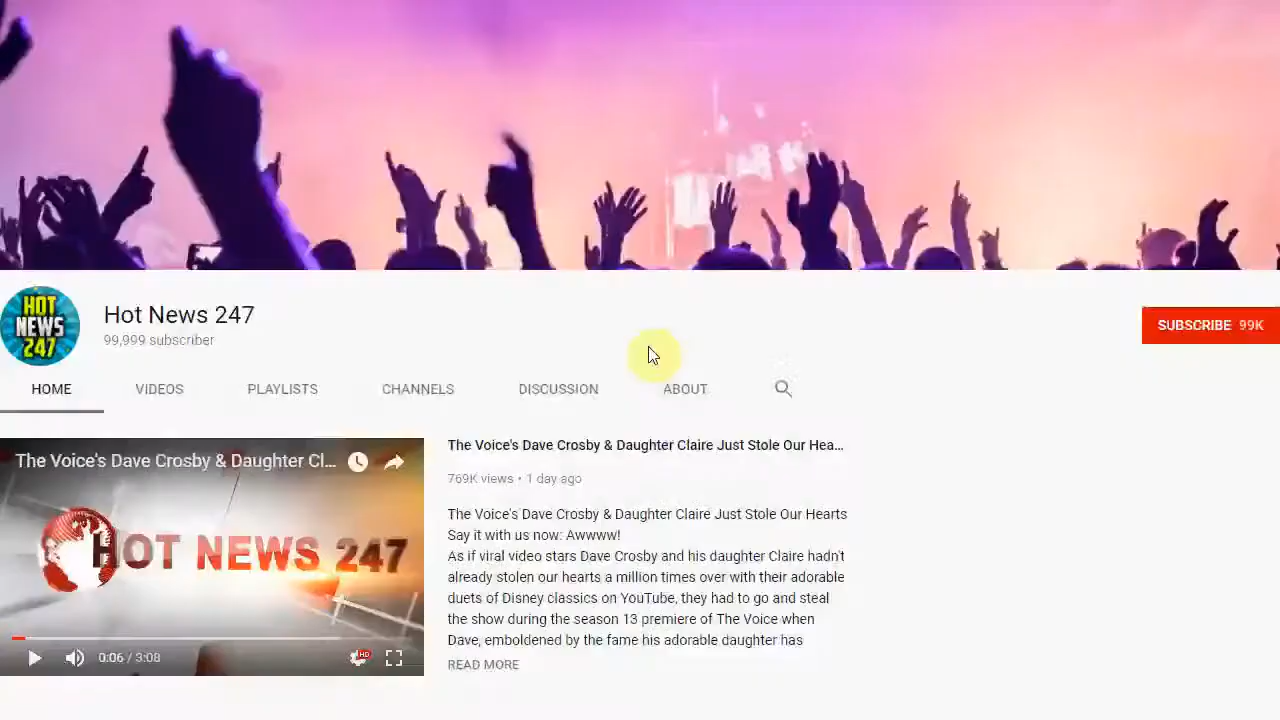 HOT
NEWS
247
Hot News 247
99,999 subscriber
SUBSCRIBE 99K
HOME VIDEOS PLAYLISTS CHANNELS DISCUSSION ABOUT
The Voice's Dave Crosby & Daughter Cl...
HOT NEWS 247
0:06 / 3:08
HD
The Voice's Dave Crosby & Daughter Claire Just Stole Our Hea...
769K views • 1 day ago
The Voice's Dave Crosby & Daughter Claire Just Stole Our Hearts
Say it with us now: Awwww!
As if viral video stars Dave Crosby and his daughter Claire hadn't
already stolen our hearts a million times over with their adorable
duets of Disney classics on YouTube, they had to go and steal
the show during the season 13 premiere of The Voice when
Dave, emboldened by the fame his adorable daughter has
READ MORE